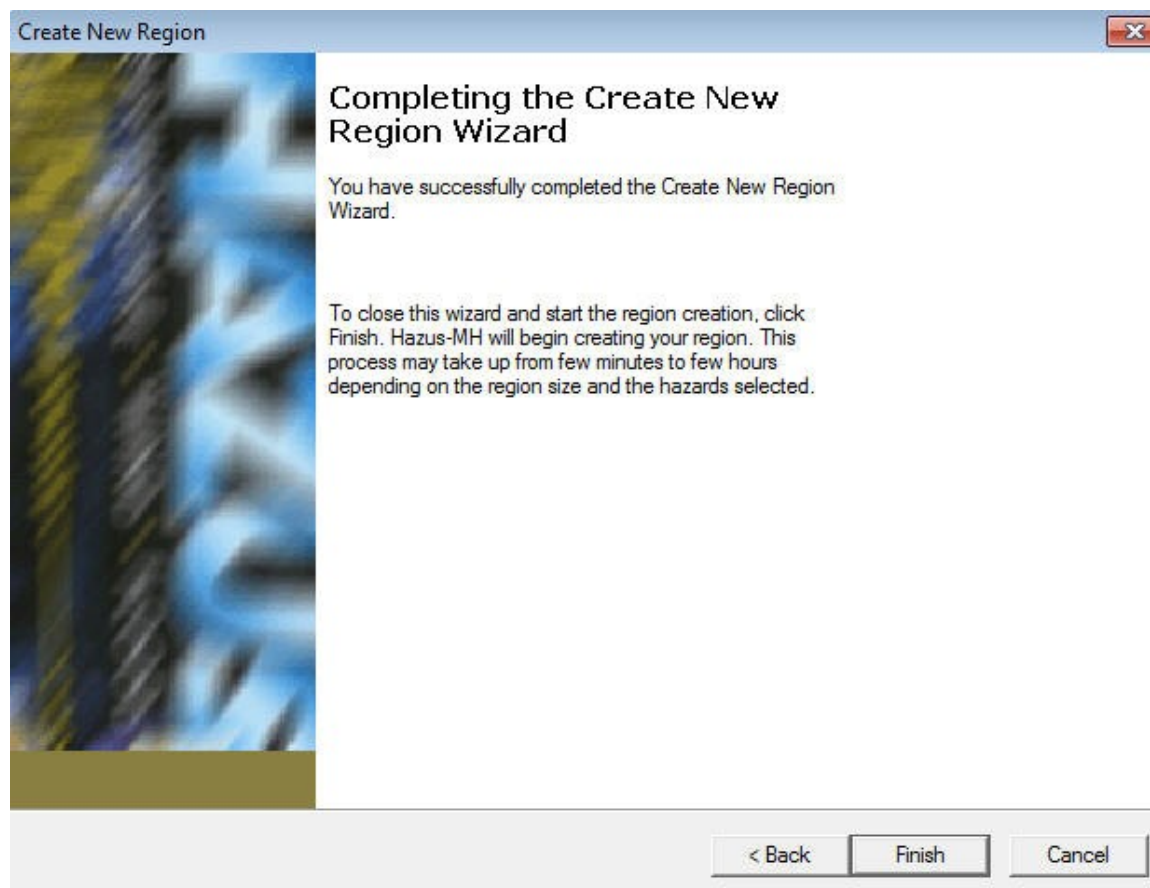 Create New Region
Completing the Create New
Region Wizard
You have successfully completed the Create New Region
Wizard.
To close this wizard and start the region creation, click
Finish. Hazus-MH will begin creating your region. This
process may take up from few minutes to few hours
depending on the region size and the hazards selected.
< Back
Finish
Cancel